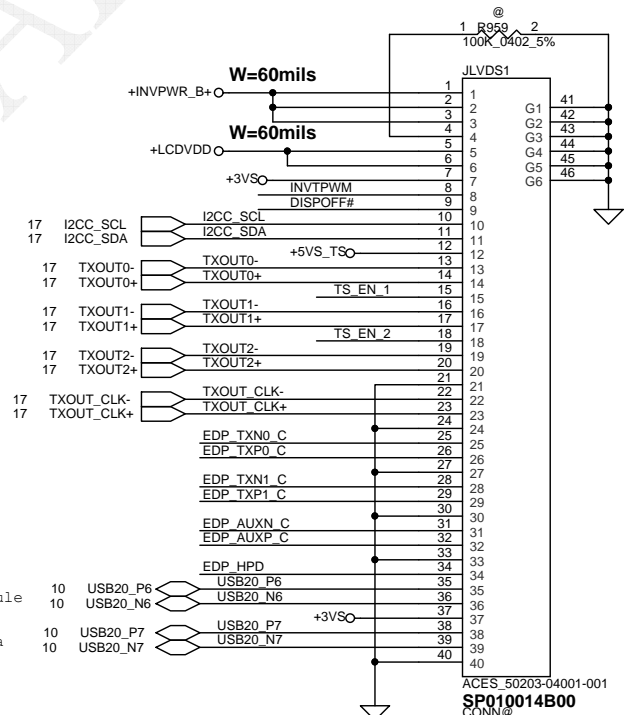 @
1 R959 2
100K_0402_5%
JLVDS1
W=60mils
+INVPWR_B+
1 1
2 2
3 3
4 4
W=60mils
+LCDVDD
5 5
6 6
+3VS
7 7
INVTPWM 8 8
DISPOFF# 9 9
17 I2CC_SCL I2CC_SCL 10 10
17 I2CC_SDA I2CC_SDA 11 11
+5VS_TS 12 12
17 TXOUT0- TXOUT0- 13 13
17 TXOUT0+ TXOUT0+ 14 14
TS_EN_1 15 15
17 TXOUT1- TXOUT1- 16 16
17 TXOUT1+ TXOUT1+ 17 17
TS_EN_2 18 18
17 TXOUT2- TXOUT2- 19 19
17 TXOUT2+ TXOUT2+ 20 20
21 21
17 TXOUT_CLK- TXOUT_CLK- 22 22
17 TXOUT_CLK+ TXOUT_CLK+ 23 23
24 24
EDP_TXN0_C 25 25
EDP_TXP0_C 26 26
27 27
EDP_TXN1_C 28 28
EDP_TXP1_C 29 29
30 30
EDP_AUXN_C 31 31
EDP_AUXP_C 32 32
33 33
EDP_HPD 34 34
10 USB20_P6 USB20_P6 35 35
ule
10 USB20_N6 USB20_N6 36 36
+3VS 37 37
10 USB20_P7 USB20_P7 38 38
a
10 USB20_N7 USB20_N7 39 39
40 40
G1 41
G2 42
G3 43
G4 44
G5 45
G6 46
ACES_50203-04001-001
SP010014B00
CONN@